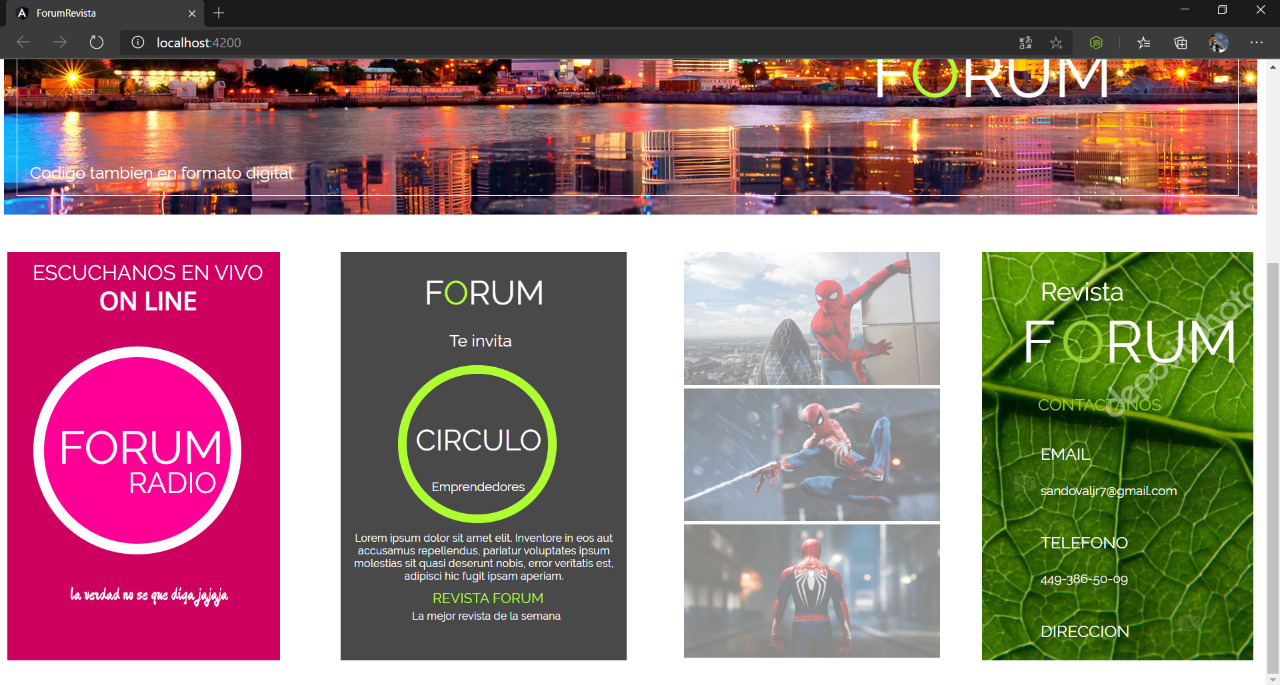 ForumRevista
localhost:4200
FORUM
Codigo tambien en formato digital
ESCUCHANOS EN VIVO
ON LINE
FORUM
RADIO
la verdad no se que diga jajaja
FORUM
Te invita
CIRCULO
Emprendedores
Lorem ipsum dolor sit amet elit. Inventore in eos aut
accusamus repellendus, pariatur voluptates ipsum
molestias sit quasi deserunt nobis, error veritatis est,
adipisci hic fugit ipsam aperiam.
REVISTA FORUM
La mejor revista de la semana
Revista
FORUM
depositphotos
CONTACTANOS
EMAIL
sandovaljr7@gmail.com
TELEFONO
449-386-50-09
DIRECCION